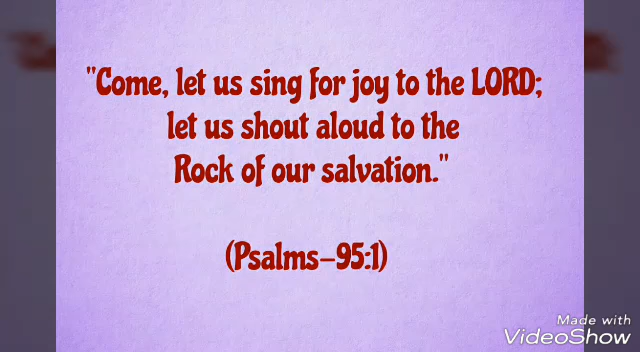 "Come, let us sing for joy to the LORD;
let us shout aloud to the
Rock of our salvation."
(Psalms-95:1)
Made with
VideoShow